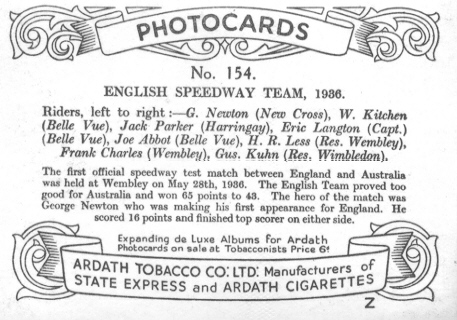 PHOTOCARDS
No. 154.
ENGLISH SPEEDWAY TEAM, 1936.
Riders, left to right :—G. Newton (New Cross), W. Kitchen
(Belle Vue), Jack Parker (Harringay), Eric Langton (Capt.)
(Belle Vue), Joe Abbot (Belle Vue), H. R. Less (Res. Wembley),
Frank Charles (Wembley), Gus. Kuhn (Res. Wimbledon).
The first official speedway test match between England and Australia
was held at Wembley on May 28th, 1936. The English Team proved too
good for Australia and won 65 points to 43. The hero of the match was
George Newton who was making his first appearance for England. He
scored 16 points and finished top scorer on either side.
Expanding de Luxe Albums for Ardath
Photocards on sale at Tobacconists Price 6ᵈ
ARDATH TOBACCO CO: LTD: Manufacturers of
STATE EXPRESS and ARDATH CIGARETTES
Z